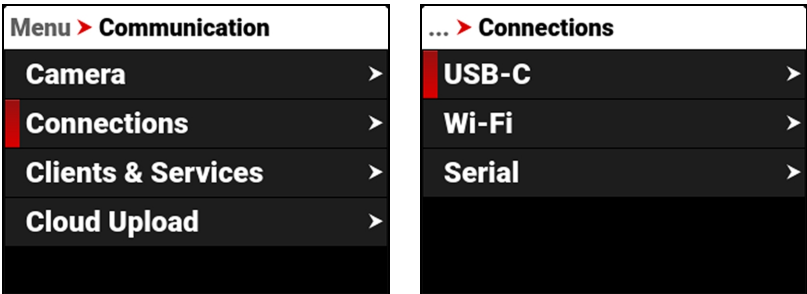 Menu > Communication
Camera
Connections
Clients & Services
Cloud Upload
... > Connections
USB-C
Wi-Fi
Serial